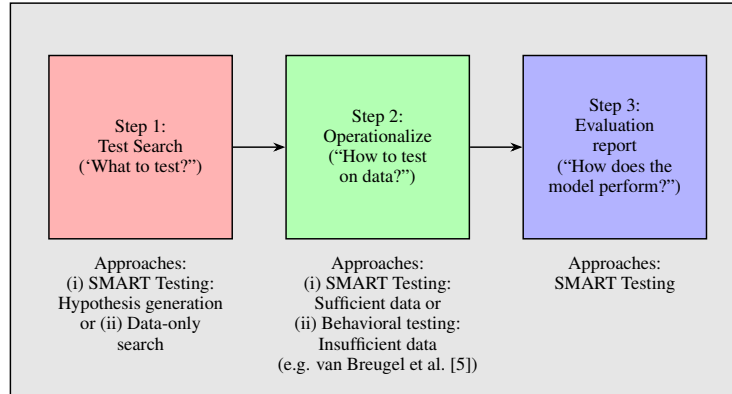 Step 1:
Test Search
(‘What to test?”)
Step 2:
Operationalize
(“How to test
on data?”)
Step 3:
Evaluation
report
(“How does the
model perform?”)
Approaches:
(i) SMART Testing:
Hypothesis generation
or (ii) Data-only
search
Approaches:
(i) SMART Testing:
Sufficient data or
(ii) Behavioral testing:
Insufficient data
(e.g. van Breugel et al. [5])
Approaches:
SMART Testing